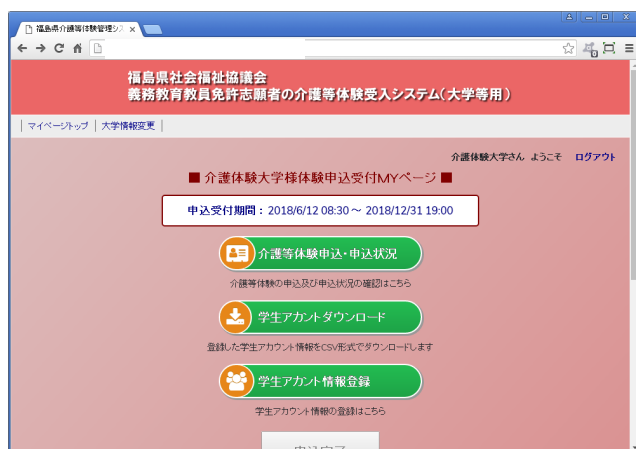 福島県介護等体験管理シス
福島県社会福祉協議会
義務教育教員免許志願者の介護等体験受入システム(大学等用)
マイページトップ
大学情報変更
介護体験大学さん ようこそ ログアウト
■ 介護体験大学様体験申込受付MYページ ■
申込受付期間： 2018/6/12 08:30 ～ 2018/12/31 19:00
介護等体験申込・申込状況
介護等体験の申込及び申込状況の確認はこちら
学生アカントダウンロード
登録した学生アカウント情報をCSV形式でダウンロードします
学生アカント情報登録
学生アカウント情報の登録はこちら
申込完了